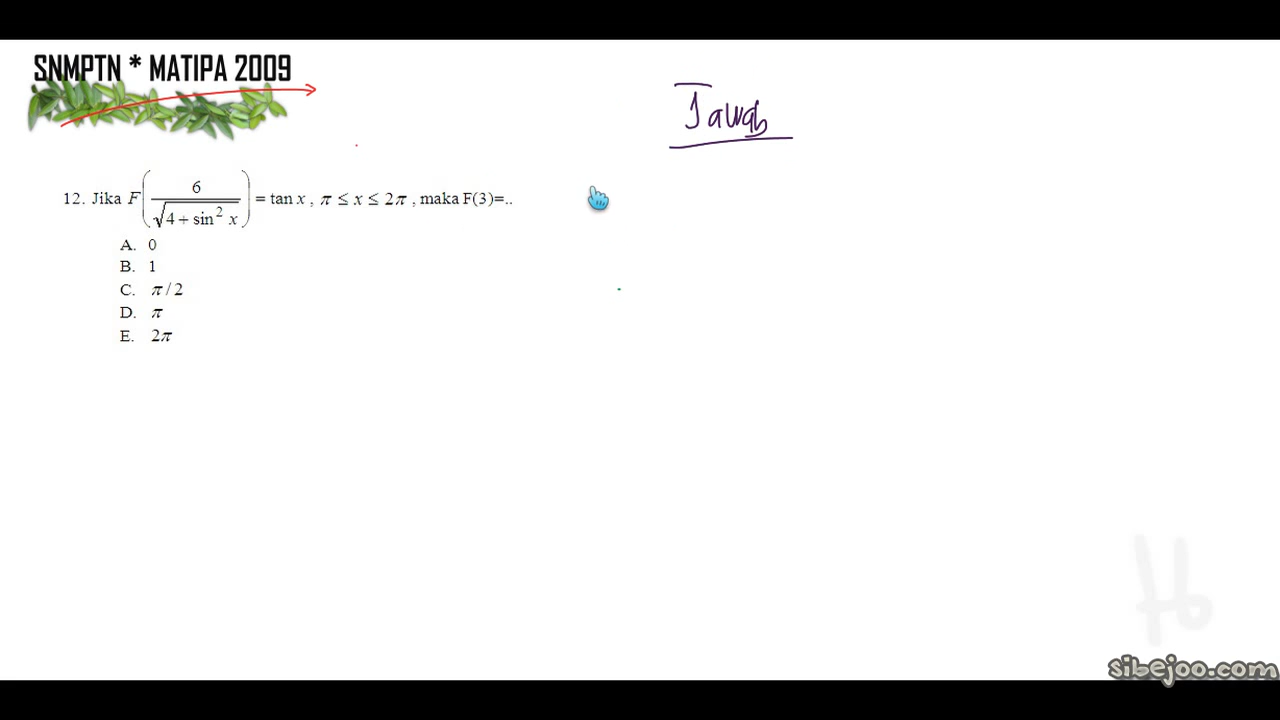 SNMPTN * MATIPA 2009
Jawab
12. Jika F(6/√(4 + sin² x)) = tan x , π ≤ x ≤ 2π , maka F(3)=..
A. 0
B. 1
C. π / 2
D. π
E. 2π
sibejoo.com